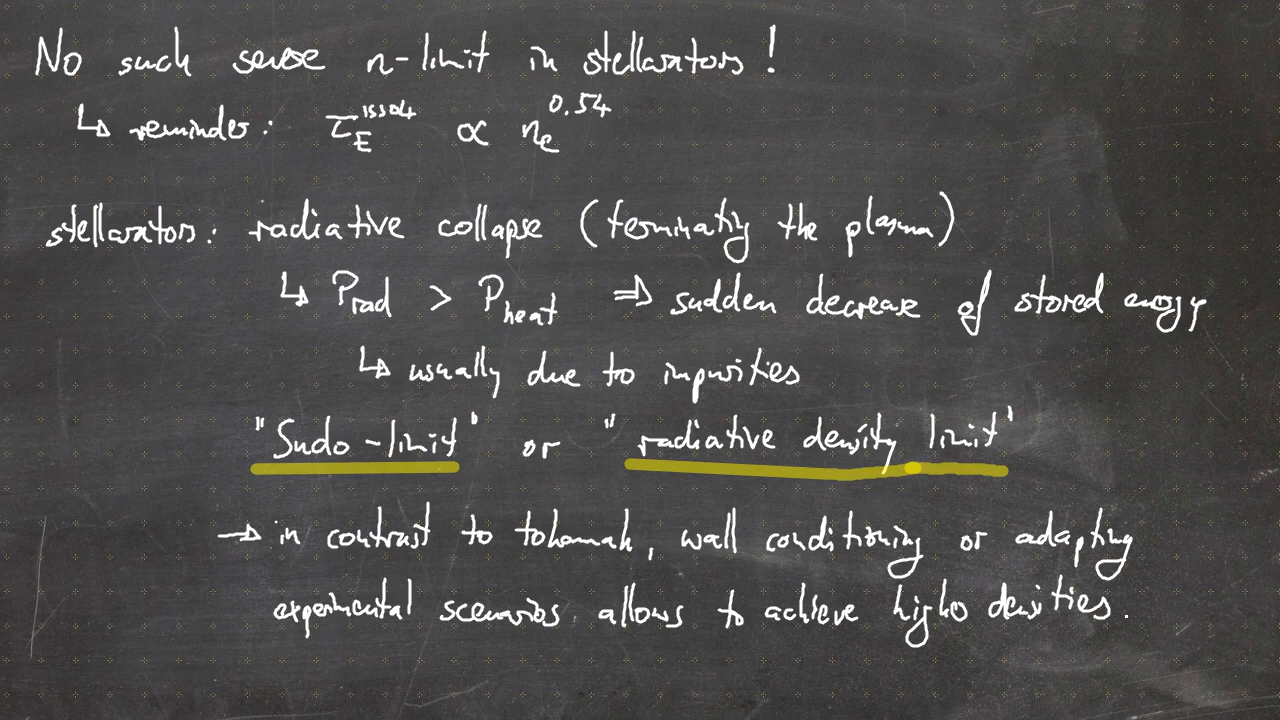 No such severe n-limit in stellarators!
↳ reminder: τ_E^ISS04 ∝ n_e^0.54
stellarators: radiative collapse (terminating the plasma)
↳ P_rad > P_heat ⇒ sudden decrease of stored energy
↳ usually due to impurities
"Sudo-limit" or "radiative density limit"
→ in contrast to tokamak, wall conditioning or adapting
experimental scenarios allows to achieve higher densities.